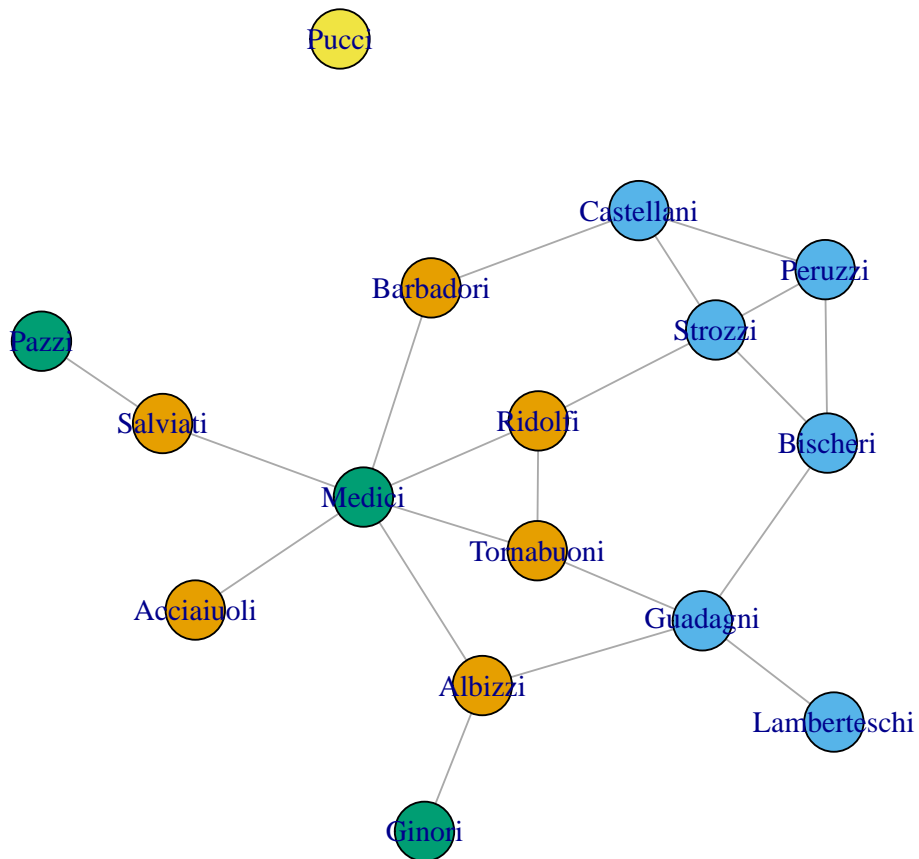 Pucci
Castellani
Peruzzi
Barbadori
Strozzi
Pazzi
Salviati
Ridolfi
Bischeri
Medici
Tornabuoni
Acciaiuoli
Guadagni
Albizzi
Lamberteschi
Ginori